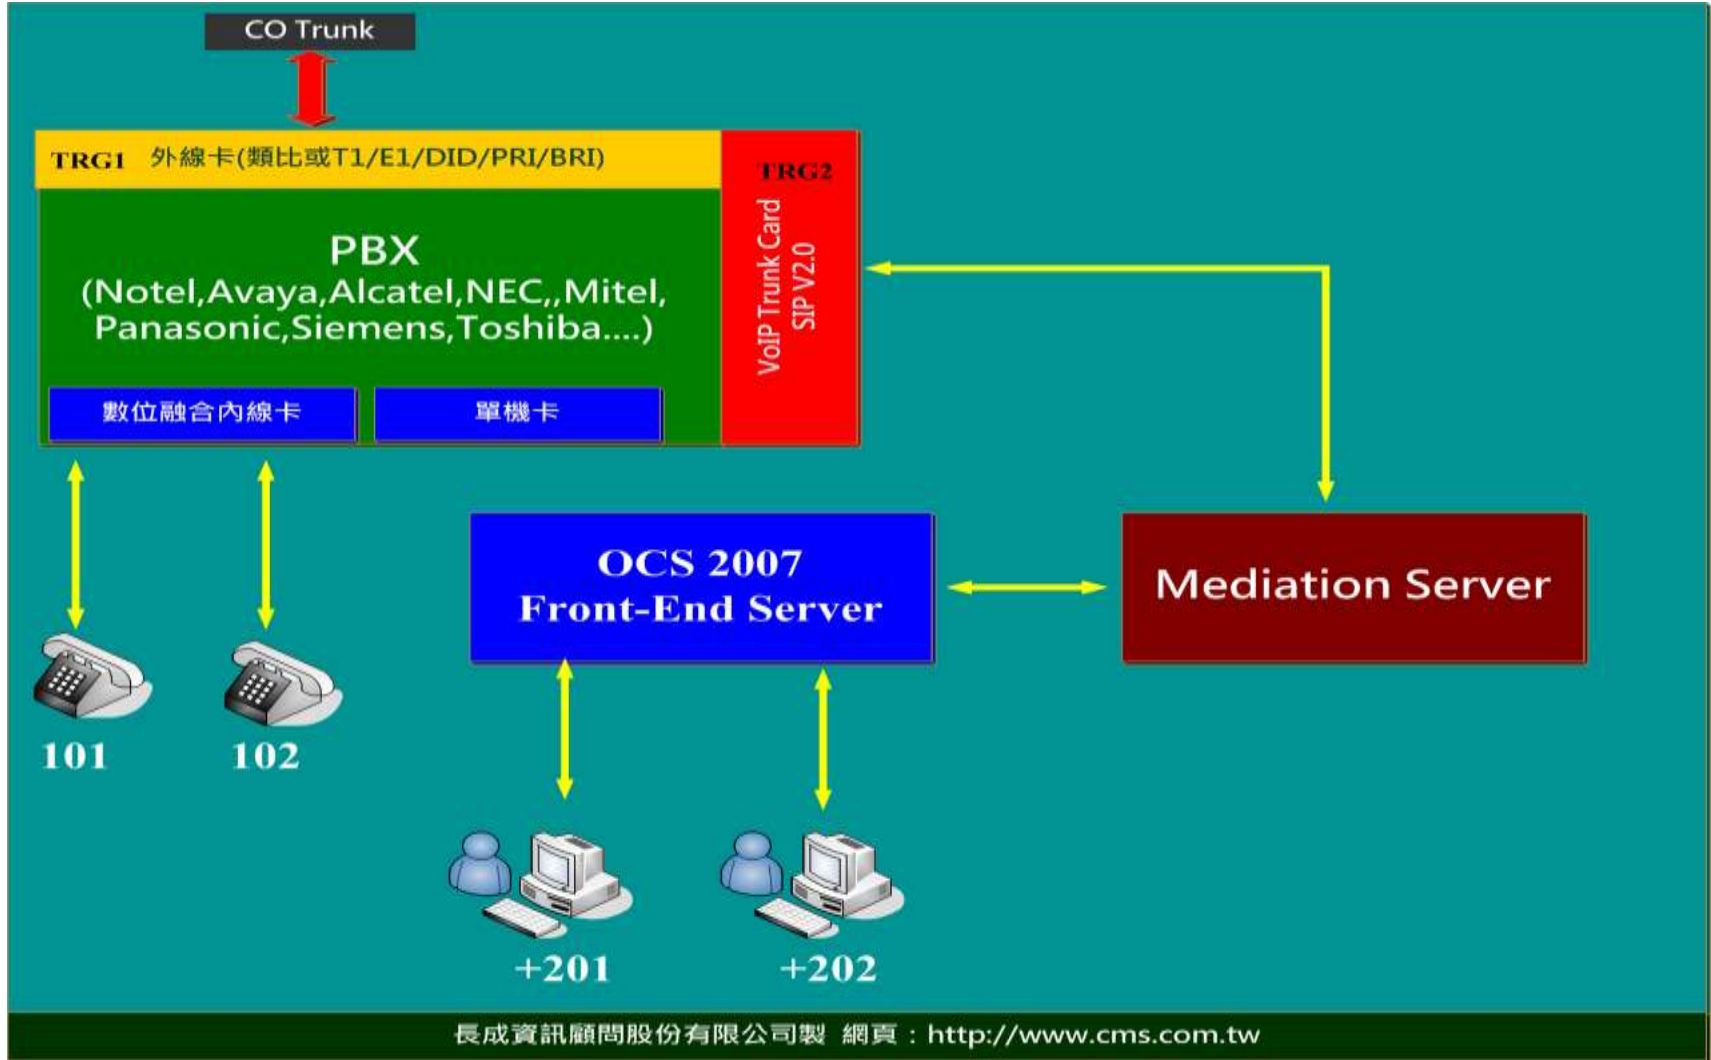 CO Trunk
TRG1 外線卡(類比或T1/E1/DID/PRI/BRI)
TRG2
VoIP Trunk Card
SIP V2.0
PBX
(Notel,Avaya,Alcatel,NEC,,Mitel,
Panasonic,Siemens,Toshiba....)
數位融合內線卡
單機卡
OCS 2007
Front-End Server
Mediation Server
101
102
+201
+202
長成資訊顧問股份有限公司製 網頁：http://www.cms.com.tw